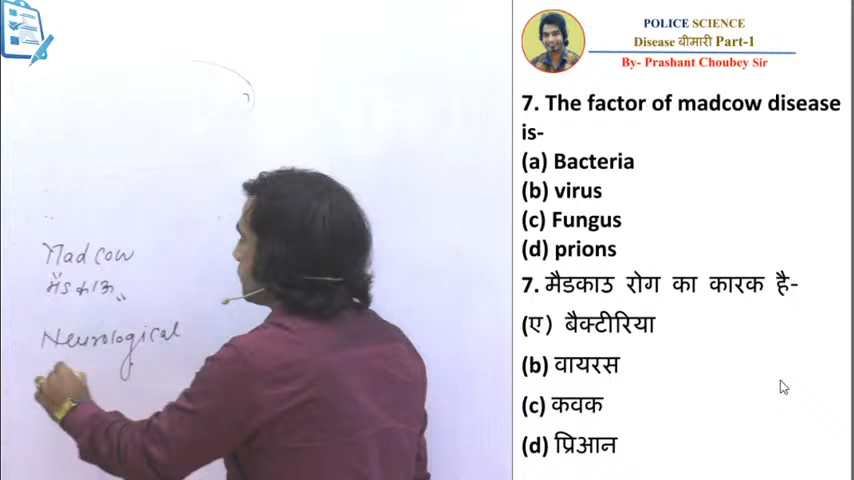 Mad cow
मैड काऊ
Neurological
POLICE SCIENCE
Disease बीमारी Part-1
By- Prashant Choubey Sir
7. The factor of madcow disease
is-
(a) Bacteria
(b) virus
(c) Fungus
(d) prions
7. मैडकाउ रोग का कारक है-
(ए) बैक्टीरिया
(b) वायरस
(c) कवक
(d) प्रिआन